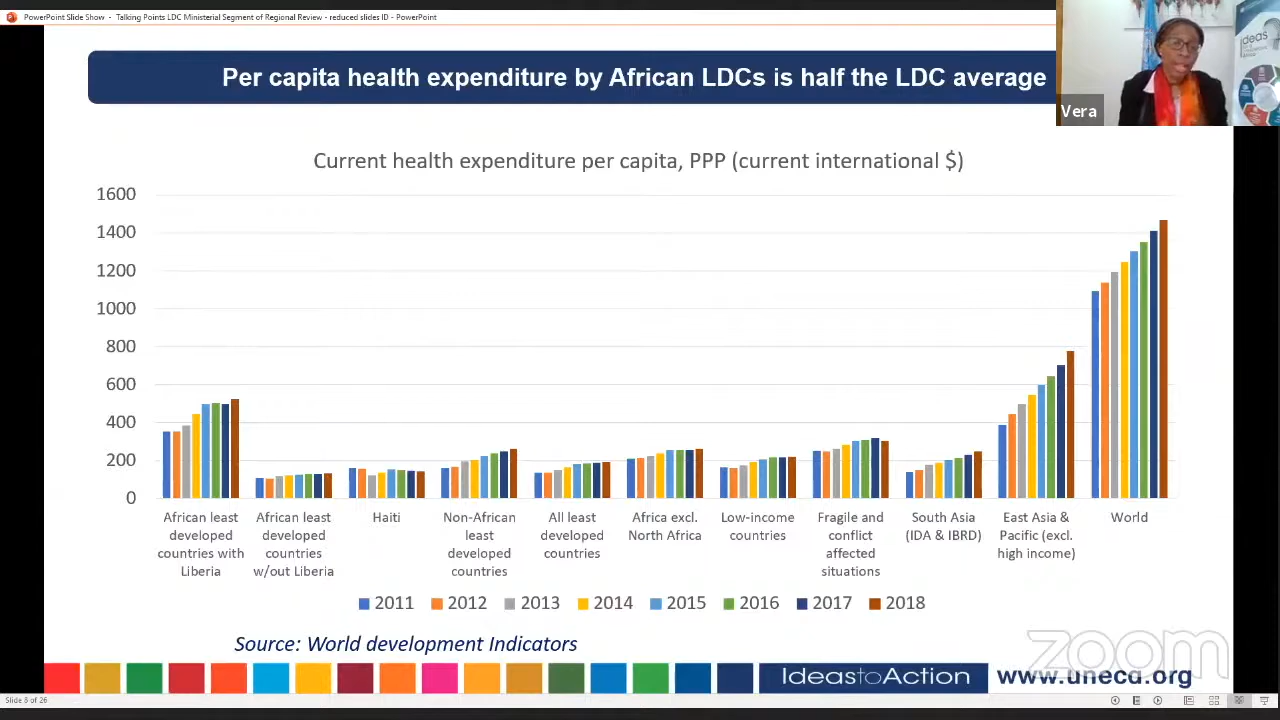 PowerPoint Slide Show - Talking Points LDC Ministerial Segment of Regional Review - reduced slides ID - PowerPoint
Per capita health expenditure by African LDCs is half the LDC average
ideas
Vera
Current health expenditure per capita, PPP (current international $)
1600
1400
1200
1000
800
600
400
200
0
African least developed countries with Liberia
African least developed countries w/out Liberia
Haiti
Non-African least developed countries
All least developed countries
Africa excl. North Africa
Low-income countries
Fragile and conflict affected situations
South Asia (IDA & IBRD)
East Asia & Pacific (excl. high income)
World
2011 2012 2013 2014 2015 2016 2017 2018
Source: World development Indicators
zoom
IdeastoAction www.uneca.org
Slide 8 of 26